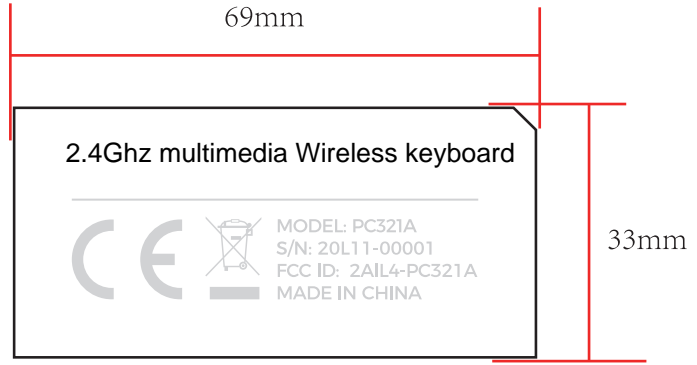 69mm
2.4Ghz multimedia Wireless keyboard
CE
MODEL: PC321A
S/N: 20L11-00001
FCC ID: 2AIL4-PC321A
MADE IN CHINA
33mm